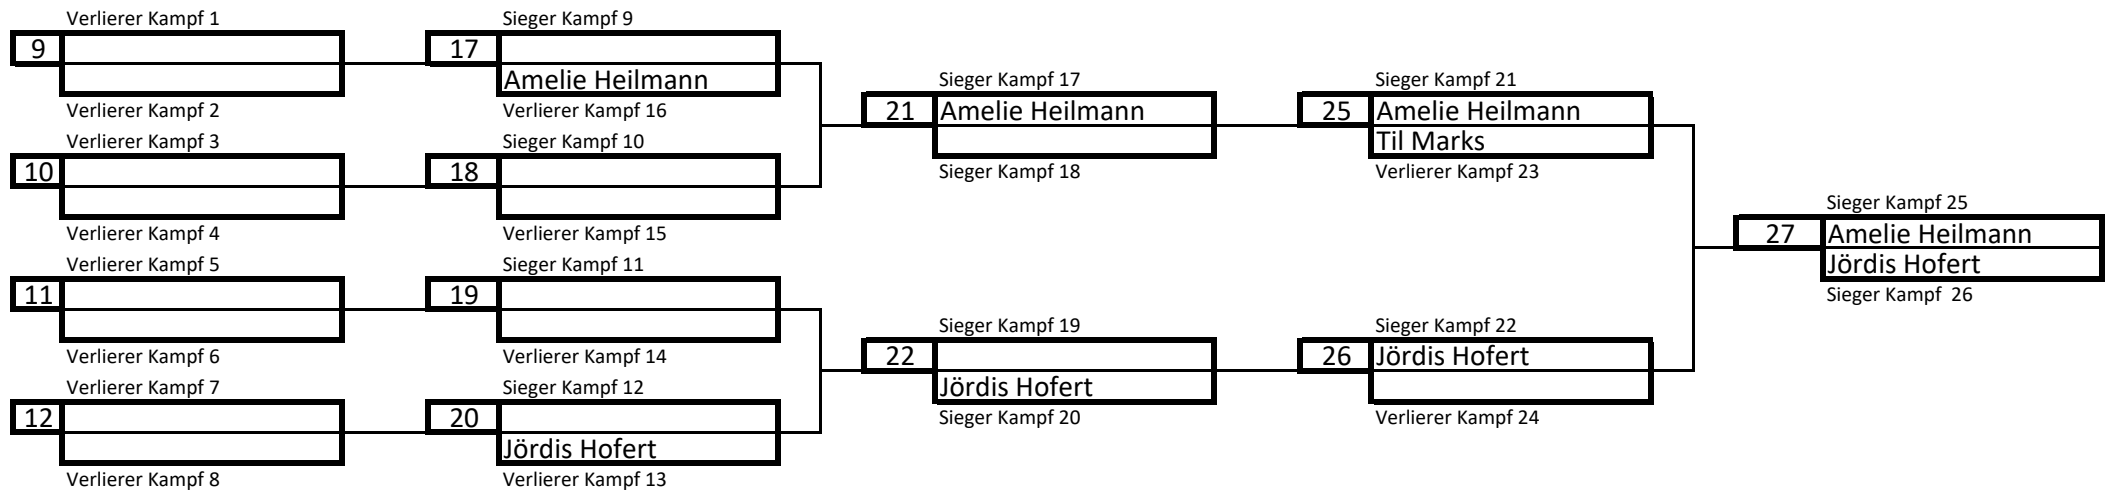 Verlierer Kampf 1
9
Verlierer Kampf 2
Verlierer Kampf 3
10
Verlierer Kampf 4
Verlierer Kampf 5
11
Verlierer Kampf 6
Verlierer Kampf 7
12
Verlierer Kampf 8
Sieger Kampf 9
17
Amelie Heilmann
Verlierer Kampf 16
Sieger Kampf 10
18
Verlierer Kampf 15
Sieger Kampf 11
19
Verlierer Kampf 14
Sieger Kampf 12
20
Jördis Hofert
Verlierer Kampf 13
Sieger Kampf 17
21 Amelie Heilmann
Sieger Kampf 18
Sieger Kampf 19
22
Jördis Hofert
Sieger Kampf 20
Sieger Kampf 21
25 Amelie Heilmann
Til Marks
Verlierer Kampf 23
Sieger Kampf 22
26 Jördis Hofert
Verlierer Kampf 24
Sieger Kampf 25
27 Amelie Heilmann
Jördis Hofert
Sieger Kampf 26